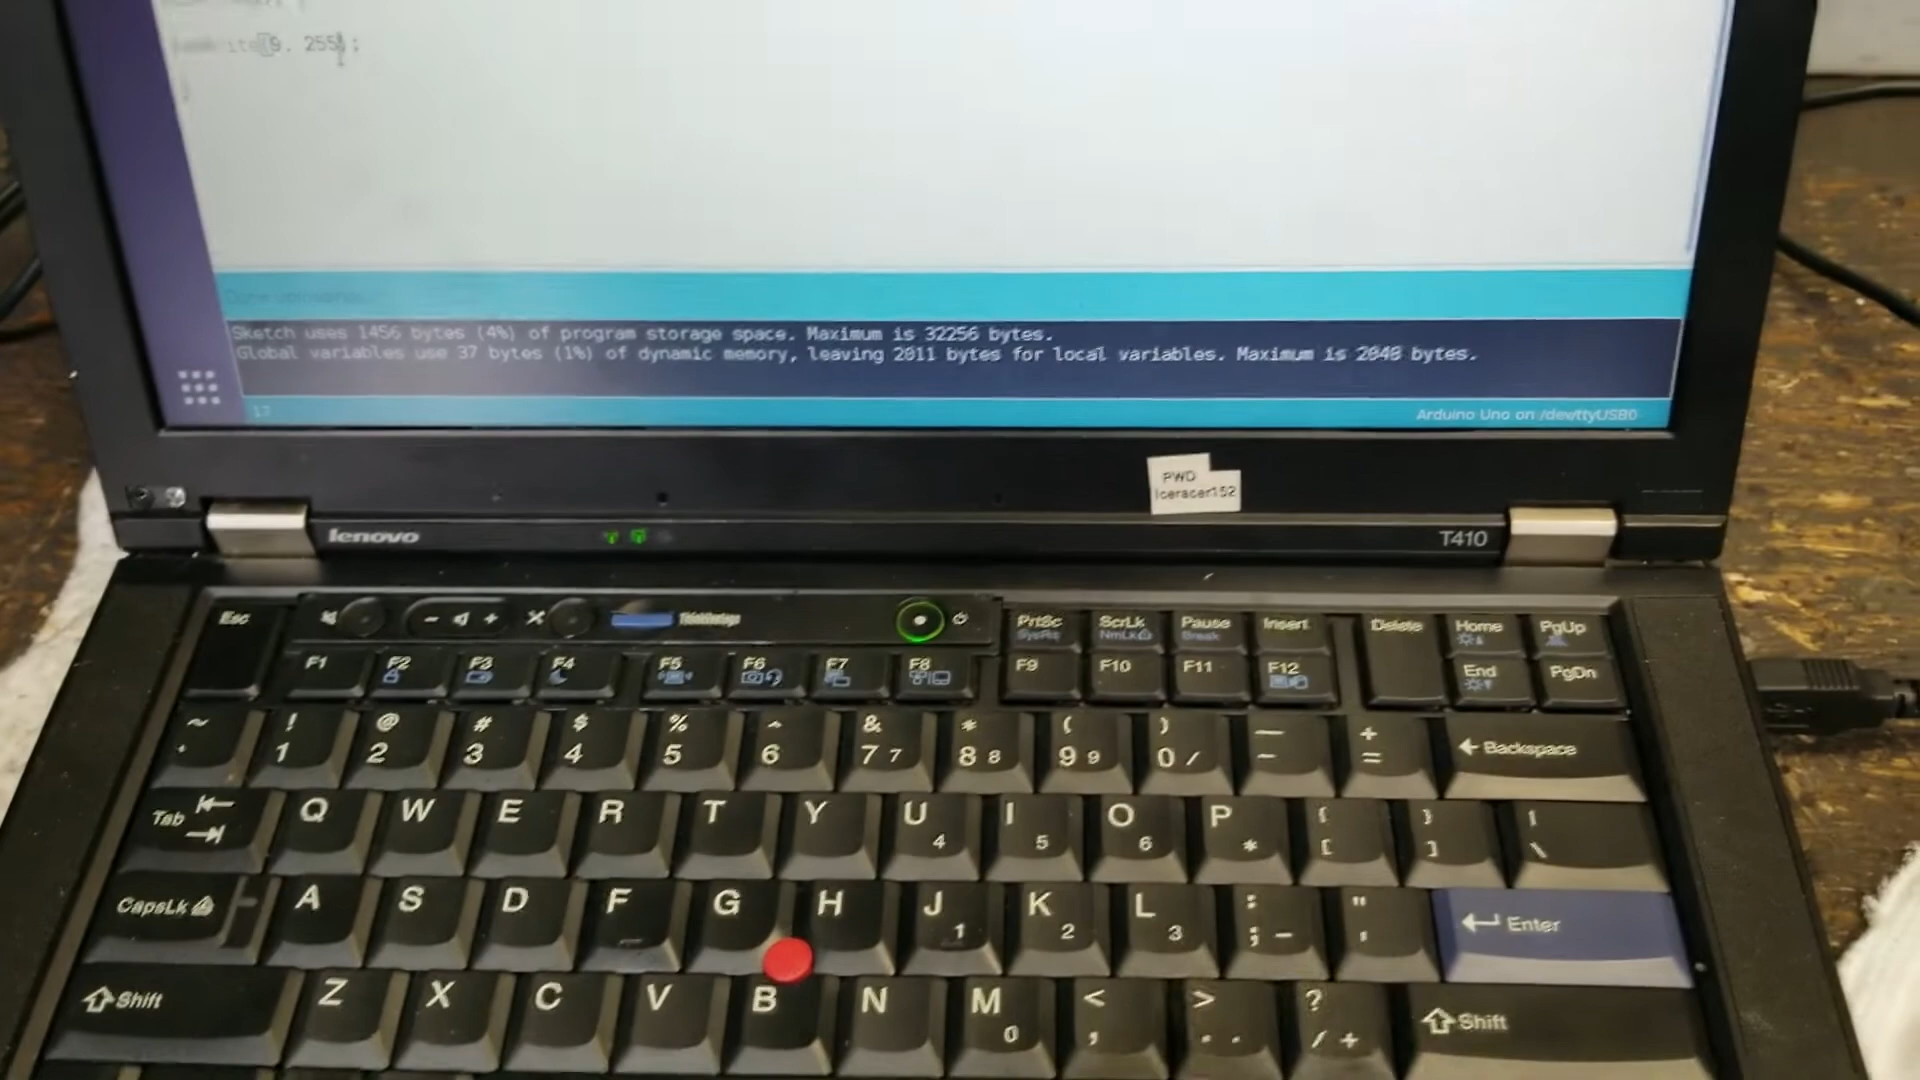 (9, 255);
}
Sketch uses 1456 bytes (4%) of program storage space. Maximum is 32256 bytes.
Global variables use 37 bytes (1%) of dynamic memory, leaving 2011 bytes for local variables. Maximum is 2048 bytes.
17
Arduino Uno on /dev/ttyUSB0
PWD
Iceracer152
lenovo
T410
Esc
- +
ThinkVantage
PrtSc ScrLk Pause Insert Delete Home PgUp
SysRq NmLk Break
F1 F2 F3 F4 F5 F6 F7 F8 F9 F10 F11 F12 End PgDn
~ ! @ # $ % ^ & * ( ) — +
1 2 3 4 5 6 7 7 8 8 9 9 0 / - = Backspace
Tab Q W E R T Y U I O P { } |
4 5 6 * [ ] \
CapsLk A S D F G H J K L : " Enter
1 2 3 ; - '
Shift Z X C V B N M < > ? Shift
0 , . . / +